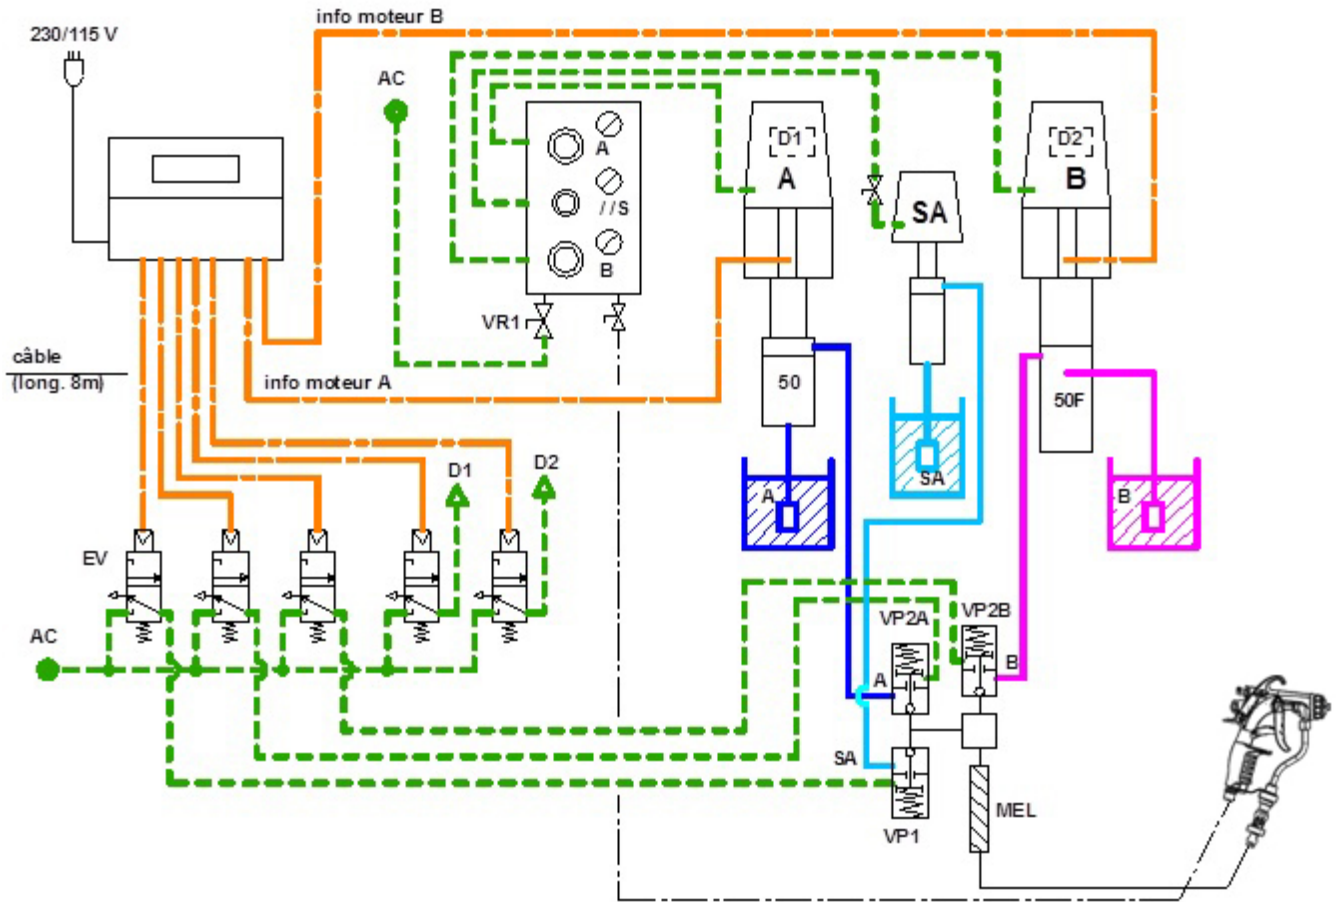 info moteur B
230/115 V
AC
D1
D2
A
A
B
//S
SA
B
VR1
câble
(long. 8m)
info moteur A
50
50F
D1
D2
A
SA
B
EV
AC
VP2A
VP2B
A
B
SA
VP1
MEL